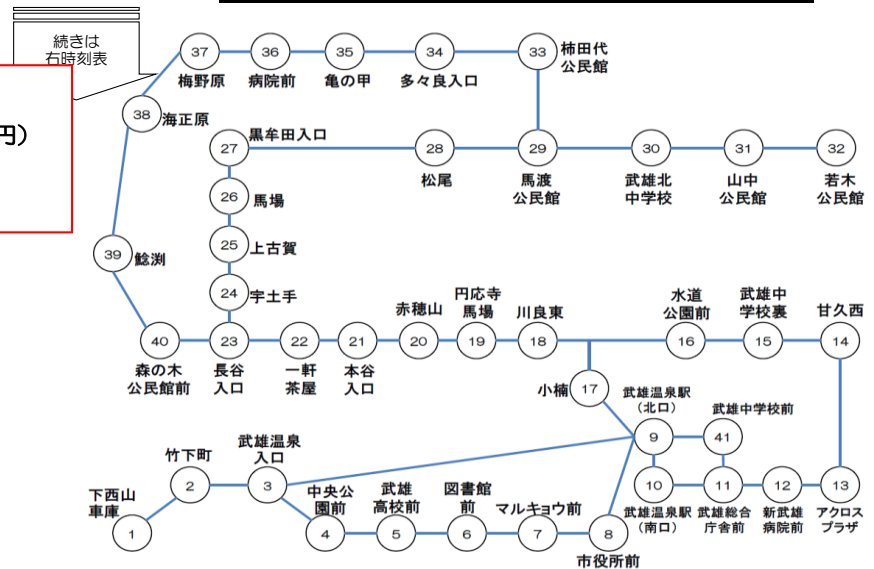 続きは
右時刻表
円）
37
36
35
34
33
柿田代
公民館
梅野原
病院前
亀の甲
多々良入口
38
海正原
黒牟田入口
27
28
29
30
31
32
松尾
馬渡
公民館
武雄北
中学校
山中
公民館
若木
公民館
26
馬場
25
上古賀
39
鯰渕
24
宇土手
赤穂山
円応寺
馬場
川良東
水道
公園前
武雄中
学校裏
甘久西
40
23
22
21
20
19
18
16
15
14
森の木
公民館前
長谷
入口
一軒
茶屋
本谷
入口
小楠
17
武雄温泉駅
（北口）
武雄中学校前
9
41
武雄温泉
入口
竹下町
下西山
車庫
1
2
3
中央公
園前
武雄
高校前
図書館
前
マルキョウ前
4
5
6
7
8
市役所前
10
11
12
13
武雄温泉駅
（南口）
武雄総合
庁舎前
新武雄
病院前
アクロス
プラザ